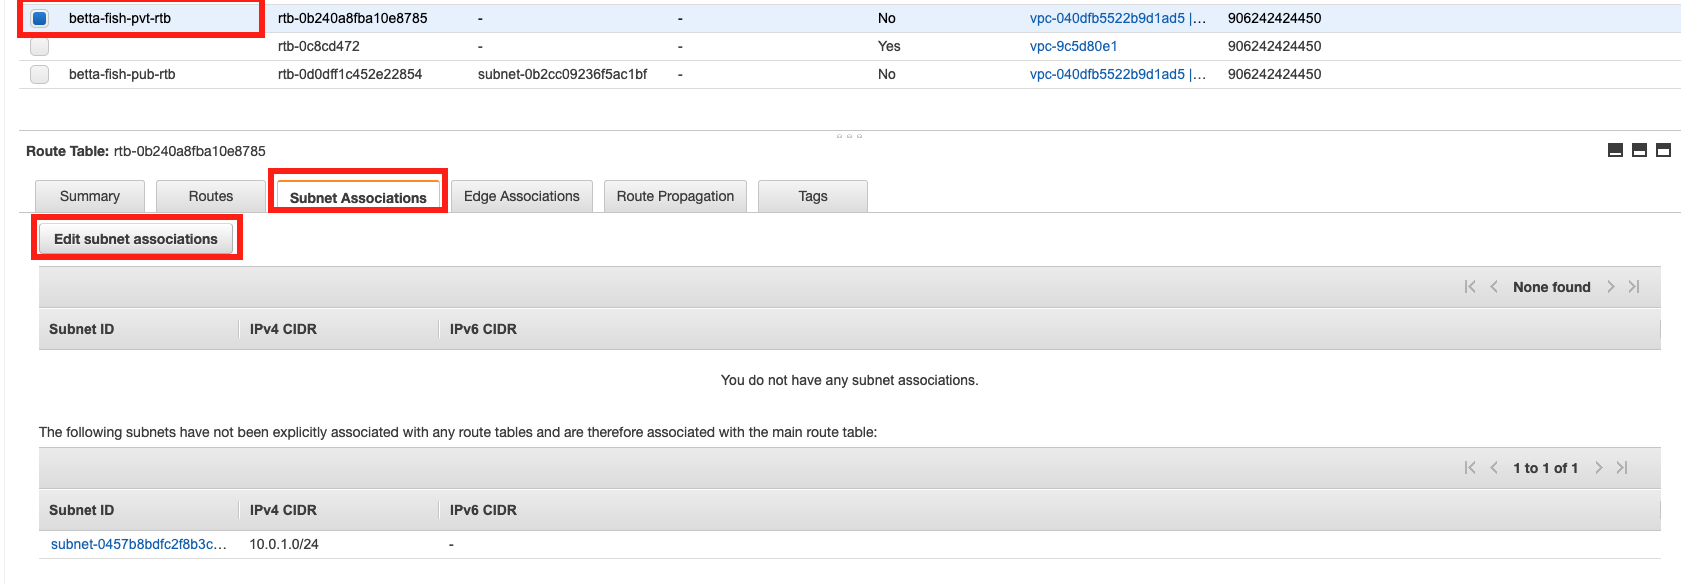 betta-fish-pvt-rtb rtb-0b240a8fba10e8785 - - No vpc-040dfb5522b9d1ad5 |... 906242424450
rtb-0c8cd472 - - Yes vpc-9c5d80e1 906242424450
betta-fish-pub-rtb rtb-0d0dff1c452e22854 subnet-0b2cc09236f5ac1bf - No vpc-040dfb5522b9d1ad5 |... 906242424450
Route Table: rtb-0b240a8fba10e8785
Summary Routes Subnet Associations Edge Associations Route Propagation Tags
Edit subnet associations
None found
Subnet ID IPv4 CIDR IPv6 CIDR
You do not have any subnet associations.
The following subnets have not been explicitly associated with any route tables and are therefore associated with the main route table:
1 to 1 of 1
Subnet ID IPv4 CIDR IPv6 CIDR
subnet-0457b8bdfc2f8b3c... 10.0.1.0/24 -